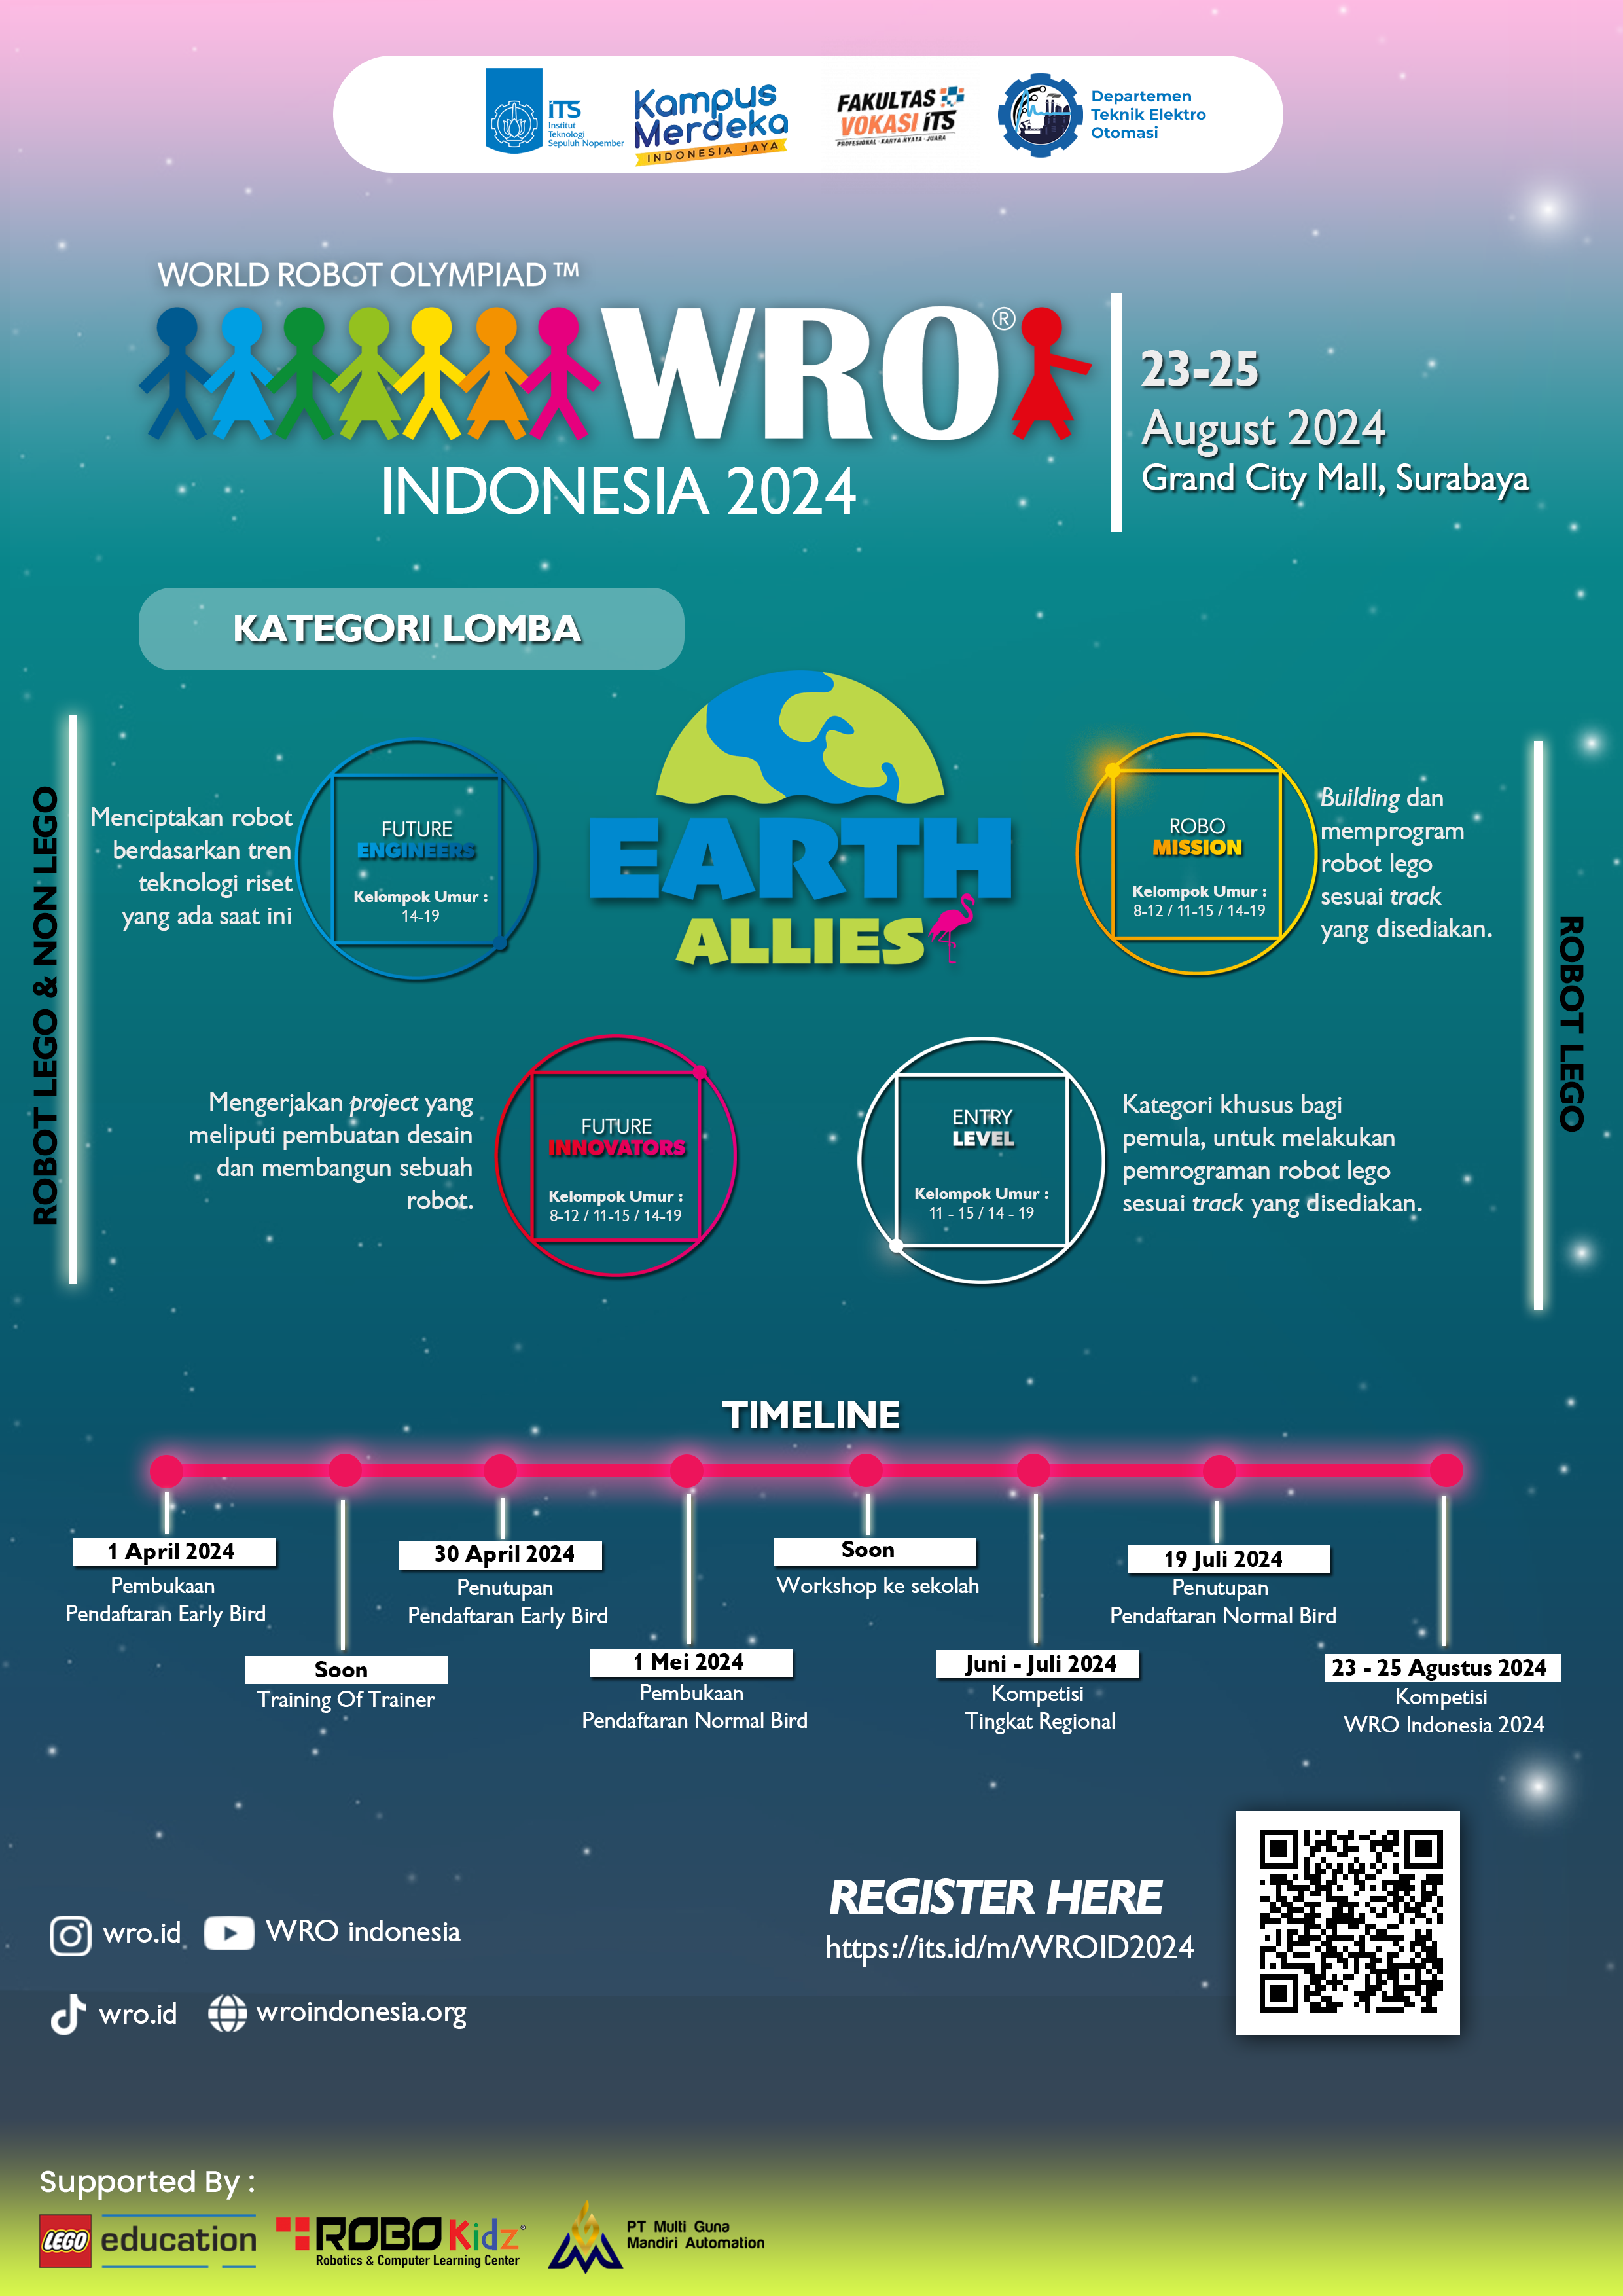 iTS
Institut
Teknologi
Sepuluh Nopember
Kampus
Merdeka
INDONESIA JAYA
FAKULTAS
VOKASI iTS
PROFESIONAL · KARYA NYATA · JUARA
Departemen
Teknik Elektro
Otomasi
WORLD ROBOT OLYMPIAD™
WRO®
INDONESIA 2024
23-25
August 2024
Grand City Mall, Surabaya
KATEGORI LOMBA
ROBOT LEGO & NON LEGO
Menciptakan robot
berdasarkan tren
teknologi riset
yang ada saat ini
FUTURE
ENGINEERS
Kelompok Umur :
14-19
EARTH
ALLIES
ROBO
MISSION
Kelompok Umur :
8-12 / 11-15 / 14-19
Building dan
memprogram
robot lego
sesuai track
yang disediakan.
ROBOT LEGO
Mengerjakan project yang
meliputi pembuatan desain
dan membangun sebuah
robot.
FUTURE
INNOVATORS
Kelompok Umur :
8-12 / 11-15 / 14-19
ENTRY
LEVEL
Kelompok Umur :
11 - 15 / 14 - 19
Kategori khusus bagi
pemula, untuk melakukan
pemrograman robot lego
sesuai track yang disediakan.
TIMELINE
1 April 2024
Pembukaan
Pendaftaran Early Bird
Soon
Training Of Trainer
30 April 2024
Penutupan
Pendaftaran Early Bird
1 Mei 2024
Pembukaan
Pendaftaran Normal Bird
Soon
Workshop ke sekolah
Juni - Juli 2024
Kompetisi
Tingkat Regional
19 Juli 2024
Penutupan
Pendaftaran Normal Bird
23 - 25 Agustus 2024
Kompetisi
WRO Indonesia 2024
REGISTER HERE
https://its.id/m/WROID2024
wro.id
WRO indonesia
wro.id
wroindonesia.org
Supported By :
LEGO education
ROBO Kidz
Robotics & Computer Learning Center
PT Multi Guna
Mandiri Automation